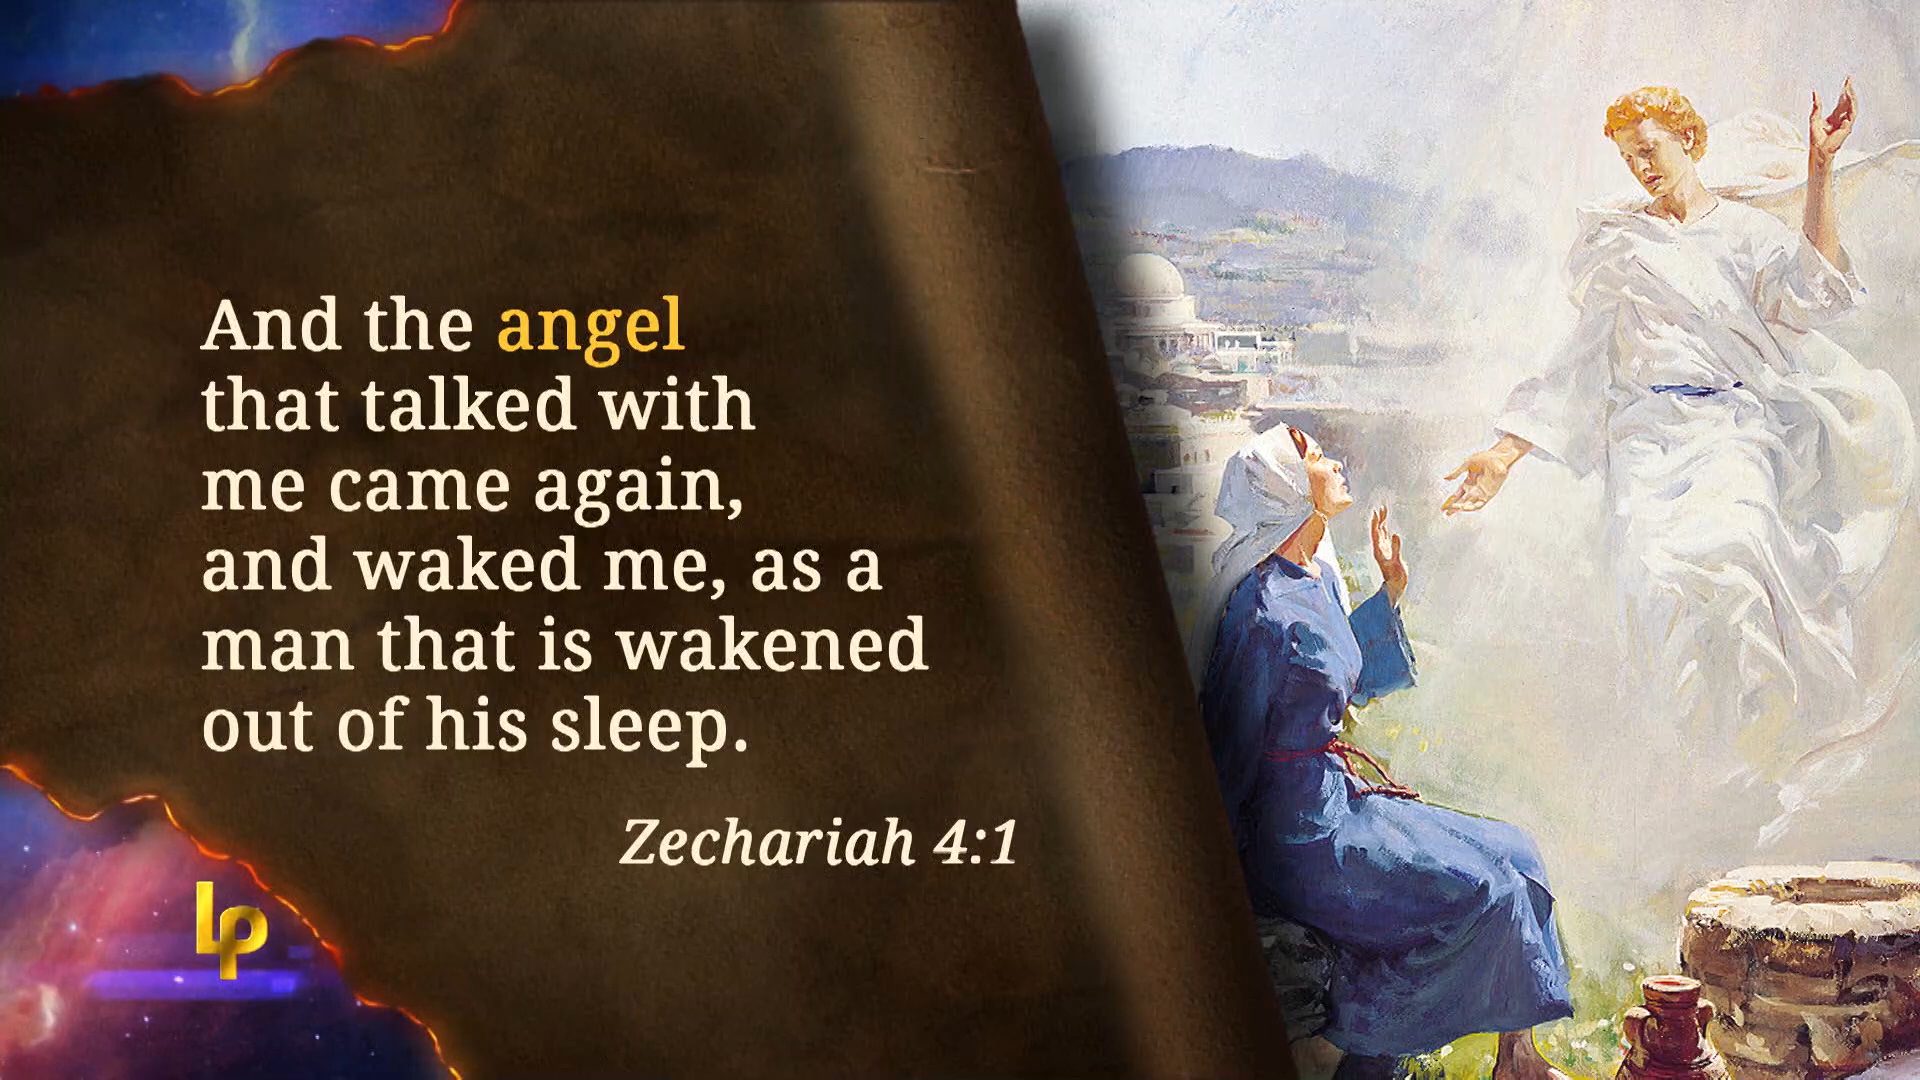 And the angel
that talked with
me came again,
and waked me, as a
man that is wakened
out of his sleep.
Zechariah 4:1
LP